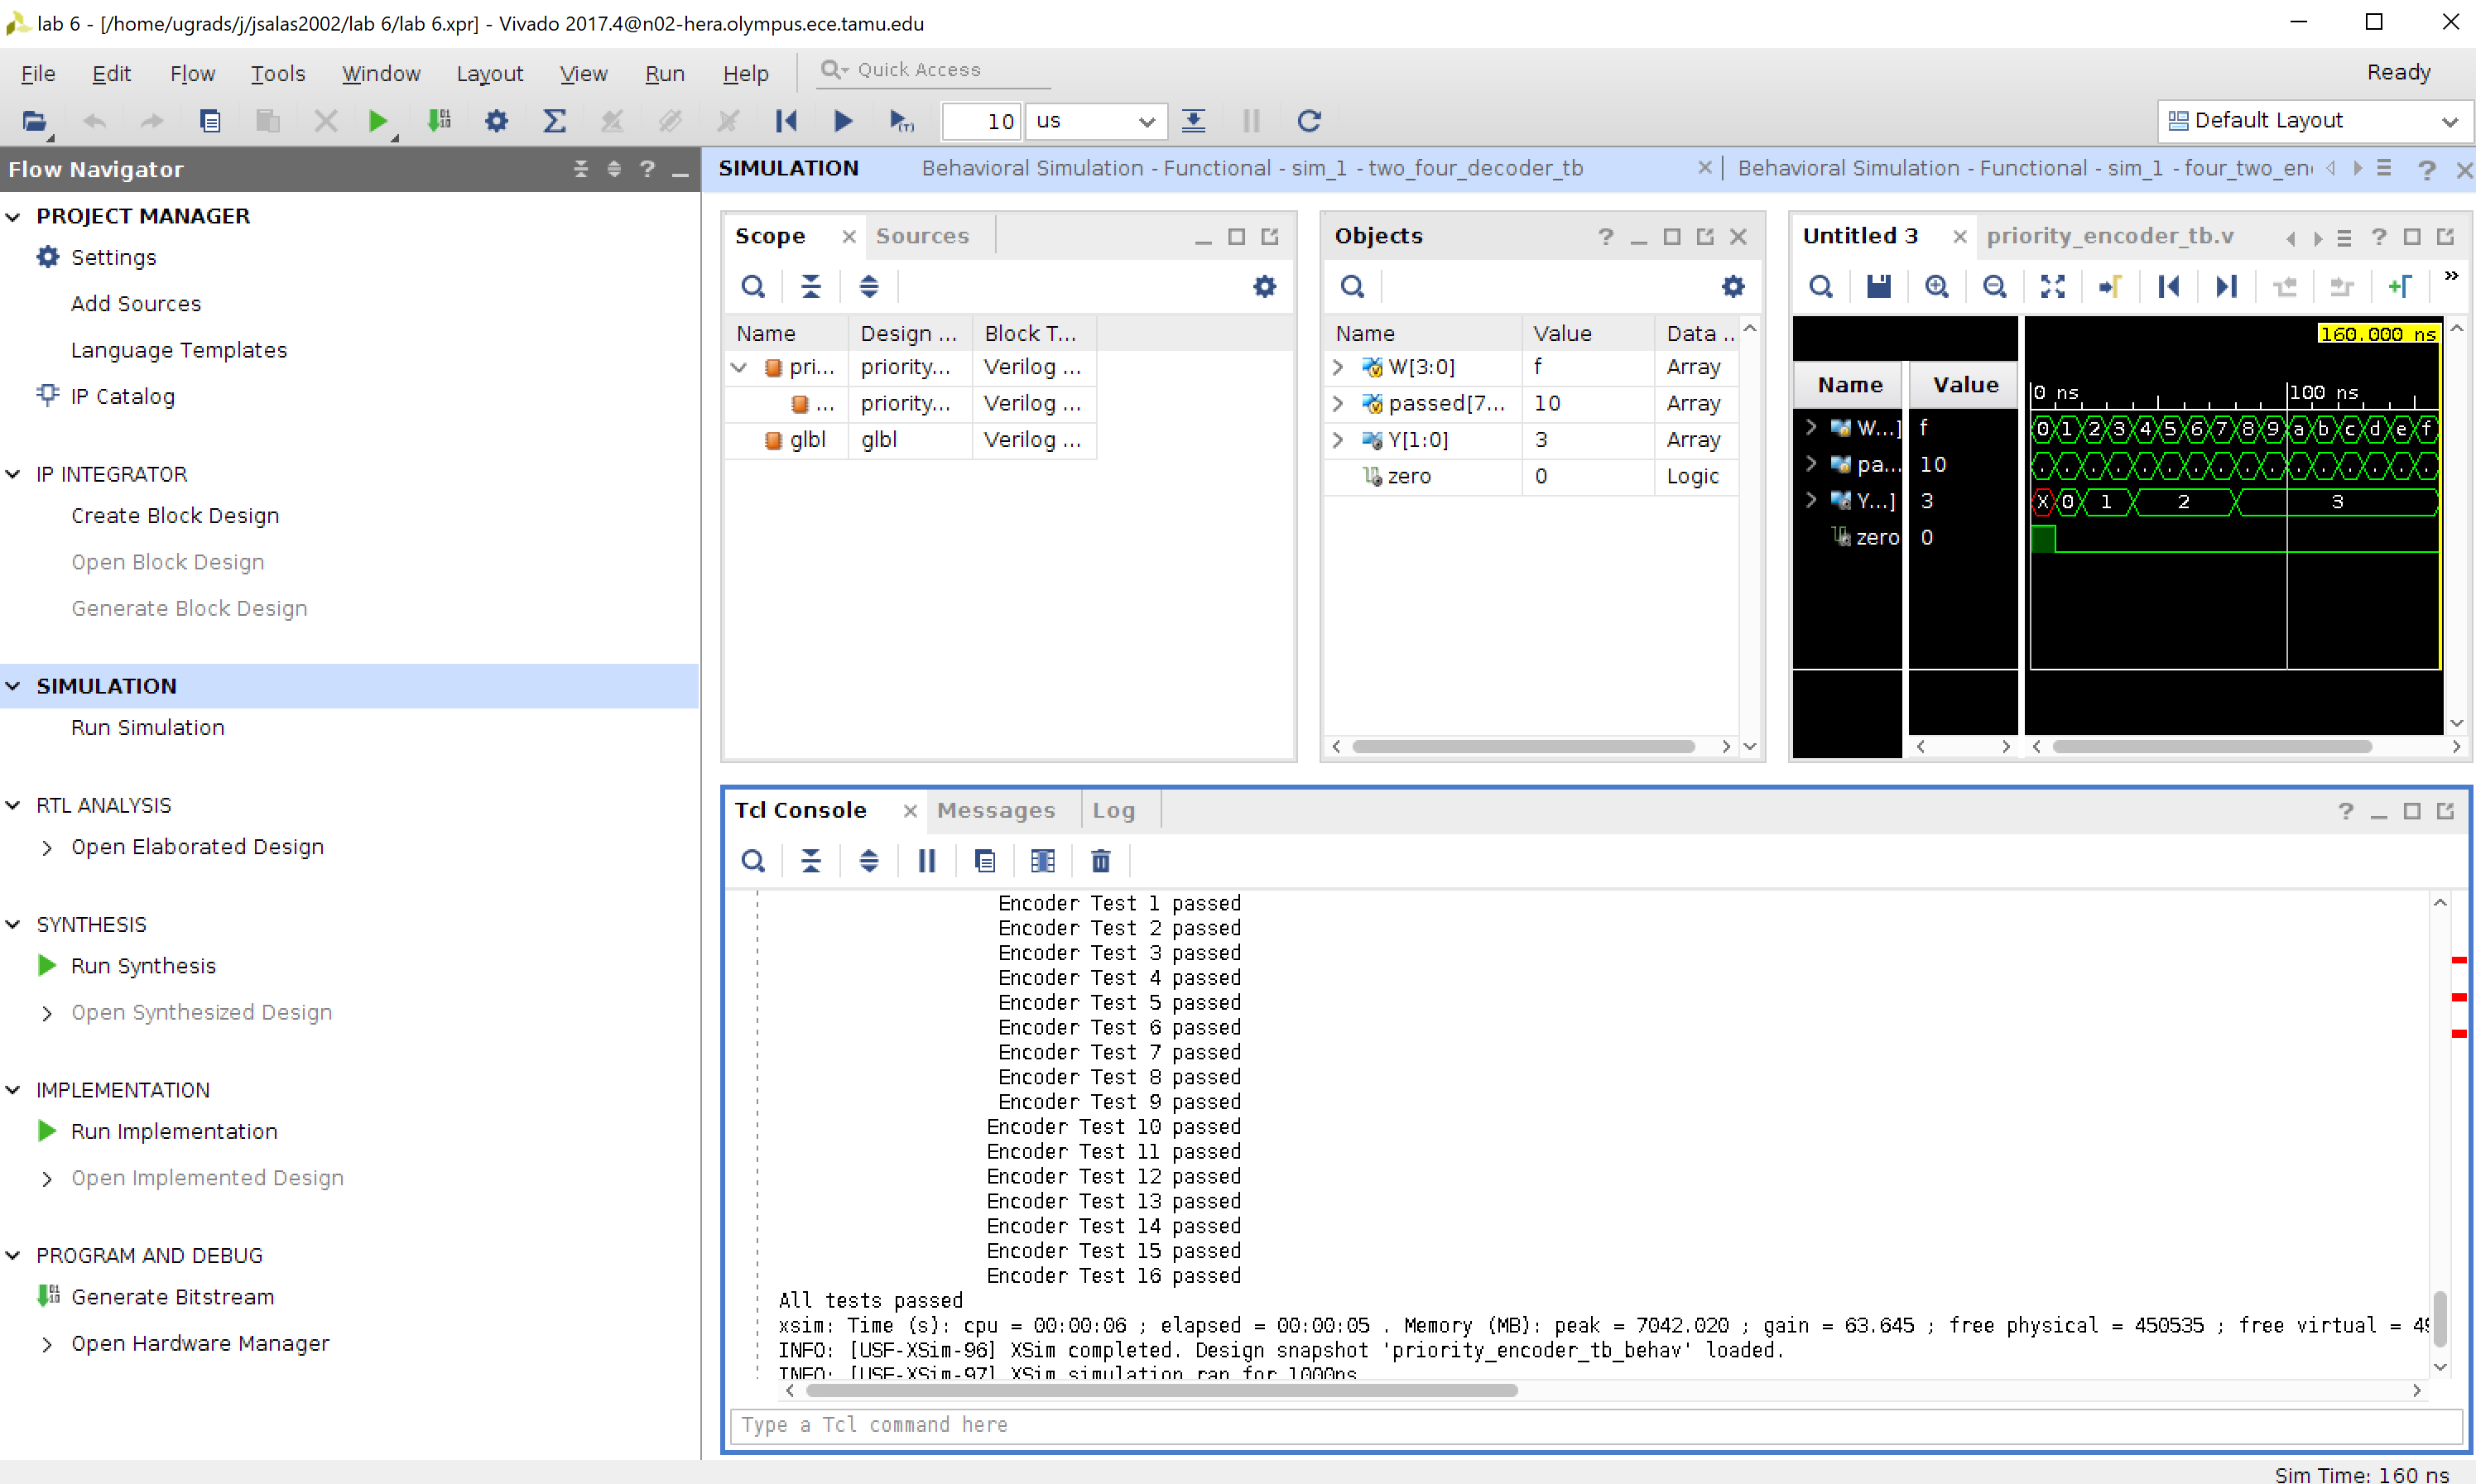 lab 6 - [/home/ugrads/j/jsalas2002/lab 6/lab 6.xpr] - Vivado 2017.4@n02-hera.olympus.ece.tamu.edu
File Edit Flow Tools Window Layout View Run Help Quick Access Ready
10 us Default Layout
Flow Navigator
PROJECT MANAGER
Settings
Add Sources
Language Templates
IP Catalog
IP INTEGRATOR
Create Block Design
Open Block Design
Generate Block Design
SIMULATION
Run Simulation
RTL ANALYSIS
Open Elaborated Design
SYNTHESIS
Run Synthesis
Open Synthesized Design
IMPLEMENTATION
Run Implementation
Open Implemented Design
PROGRAM AND DEBUG
Generate Bitstream
Open Hardware Manager
SIMULATION Behavioral Simulation - Functional - sim_1 - two_four_decoder_tb Behavioral Simulation - Functional - sim_1 - four_two_en
Scope Sources
Name Design ... Block T...
pri... priority... Verilog ...
... priority... Verilog ...
glbl glbl Verilog ...
Objects
Name Value Data ..
W[3:0] f Array
passed[7... 10 Array
Y[1:0] 3 Array
zero 0 Logic
Untitled 3 priority_encoder_tb.v
160.000 ns
Name Value 0 ns 100 ns
W...] f 0 1 2 3 4 5 6 7 8 9 a b c d e f
pa... 10 . . . . . . . . . . . . . . . .
Y...] 3 X 0 1 2 3
zero 0
Tcl Console Messages Log
Encoder Test 1 passed
Encoder Test 2 passed
Encoder Test 3 passed
Encoder Test 4 passed
Encoder Test 5 passed
Encoder Test 6 passed
Encoder Test 7 passed
Encoder Test 8 passed
Encoder Test 9 passed
Encoder Test 10 passed
Encoder Test 11 passed
Encoder Test 12 passed
Encoder Test 13 passed
Encoder Test 14 passed
Encoder Test 15 passed
Encoder Test 16 passed
All tests passed
xsim: Time (s): cpu = 00:00:06 ; elapsed = 00:00:05 . Memory (MB): peak = 7042.020 ; gain = 63.645 ; free physical = 450535 ; free virtual = 49
INFO: [USF-XSim-96] XSim completed. Design snapshot 'priority_encoder_tb_behav' loaded.
INFO: [USF-XSim-97] XSim simulation ran for 1000ns
Type a Tcl command here
Sim Time: 160 ns